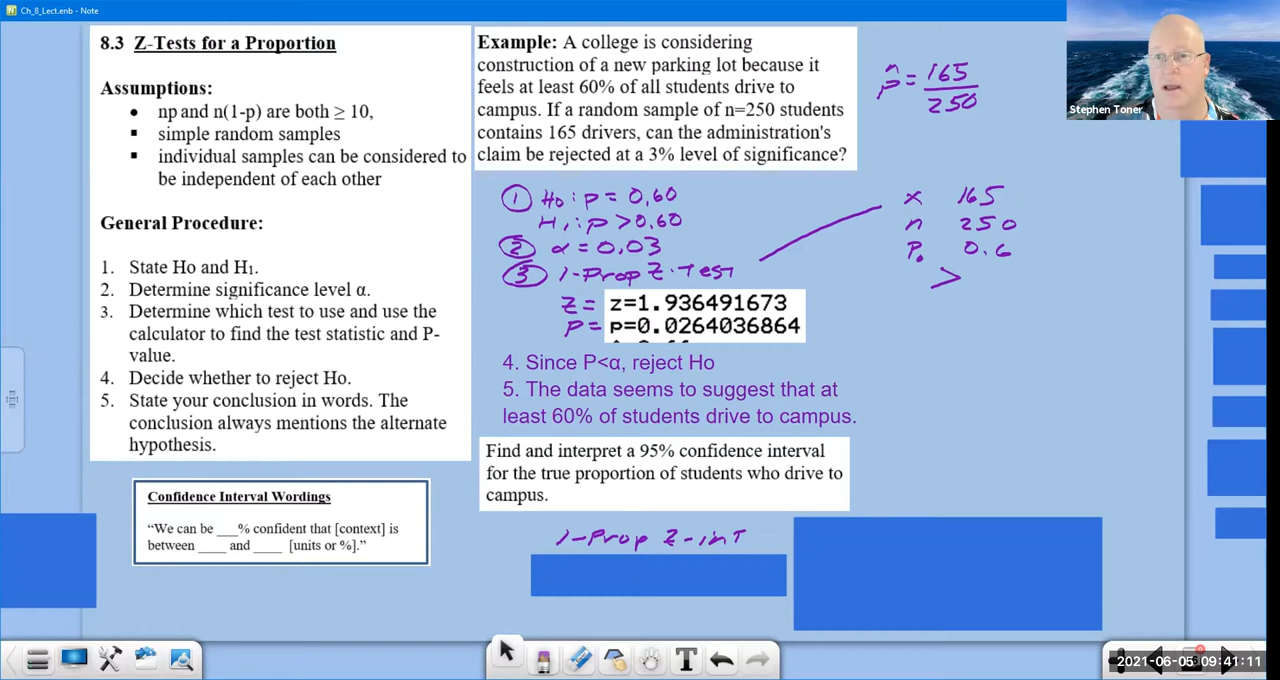 Ch_8_Lect.enb - Note
8.3 Z-Tests for a Proportion
Assumptions:
• np and n(1-p) are both ≥ 10,
▪ simple random samples
▪ individual samples can be considered to
be independent of each other
General Procedure:
1. State Ho and H₁.
2. Determine significance level α.
3. Determine which test to use and use the
calculator to find the test statistic and P-
value.
4. Decide whether to reject Ho.
5. State your conclusion in words. The
conclusion always mentions the alternate
hypothesis.
Confidence Interval Wordings
“We can be ___% confident that [context] is
between ____ and ____ [units or %].”
Example: A college is considering
construction of a new parking lot because it
feels at least 60% of all students drive to
campus. If a random sample of n=250 students
contains 165 drivers, can the administration's
claim be rejected at a 3% level of significance?
p̂ = 165/250
① Ho: p = 0.60
H₁: p > 0.60
② α = 0.03
③ 1-Prop Z-Test
Z= z=1.936491673
P= p=0.0264036864
4. Since P<α, reject Ho
5. The data seems to suggest that at
least 60% of students drive to campus.
x 165
n 250
P₀ 0.6
>
Find and interpret a 95% confidence interval
for the true proportion of students who drive to
campus.
1-Prop Z-inT
Stephen Toner
2021-06-05 09:41:11